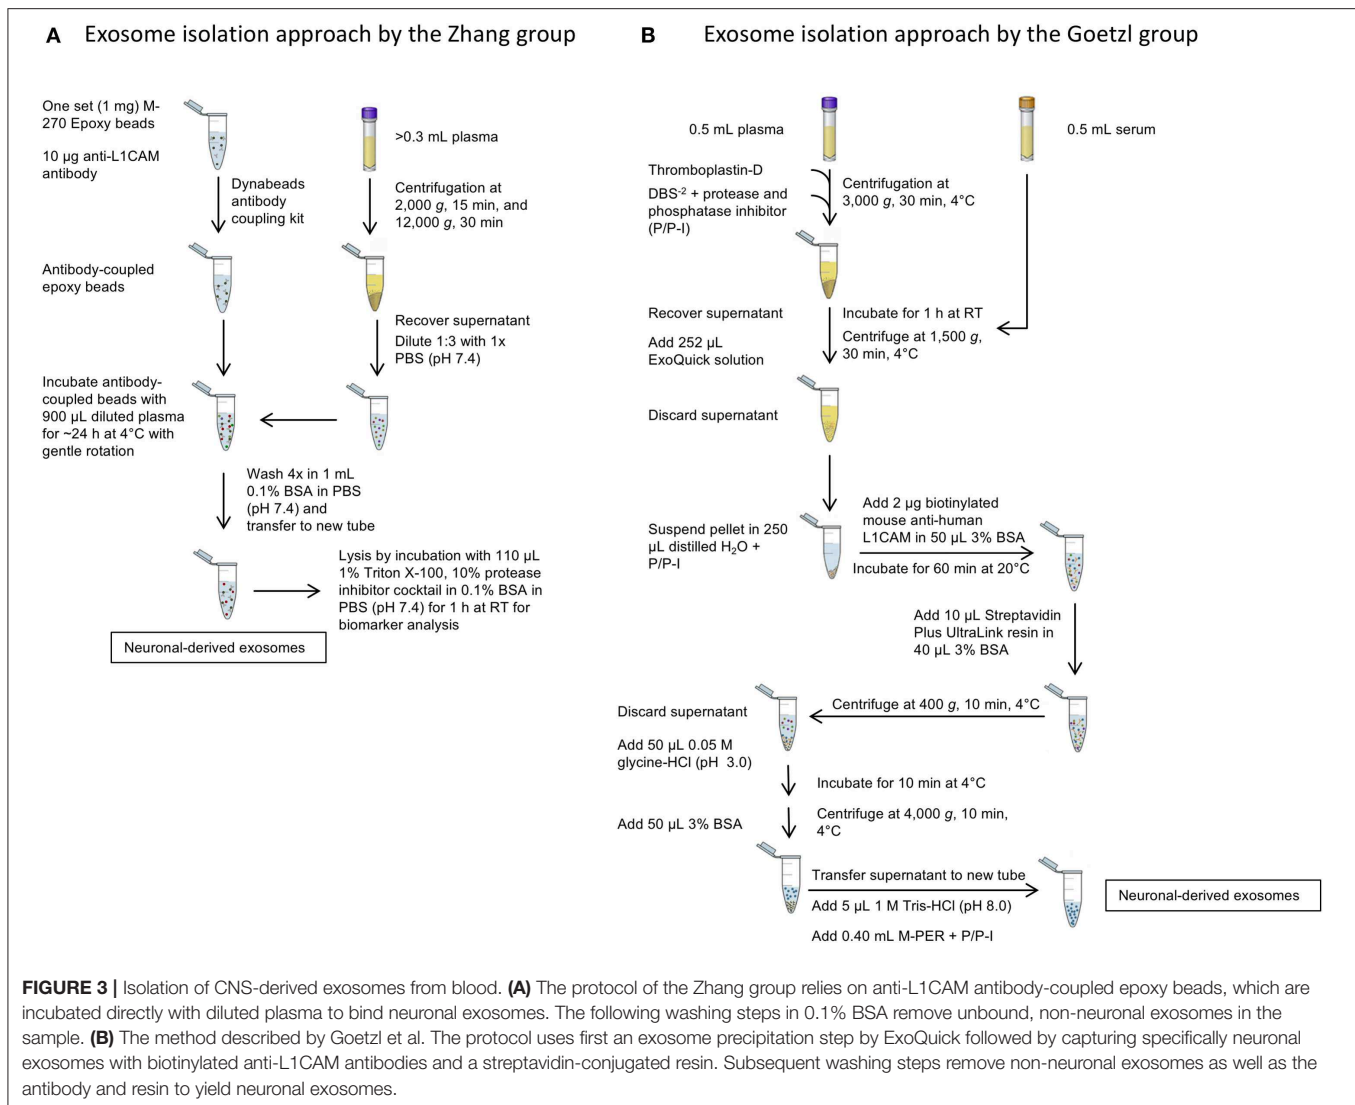 A Exosome isolation approach by the Zhang group
One set (1 mg) M-
270 Epoxy beads
10 µg anti-L1CAM
antibody
>0.3 mL plasma
Dynabeads
antibody
coupling kit
Centrifugation at
2,000 g, 15 min, and
12,000 g, 30 min
Antibody-coupled
epoxy beads
Recover supernatant
Dilute 1:3 with 1x
PBS (pH 7.4)
Incubate antibody-
coupled beads with
900 µL diluted plasma
for ~24 h at 4°C with
gentle rotation
Wash 4x in 1 mL
0.1% BSA in PBS
(pH 7.4) and
transfer to new tube
Lysis by incubation with 110 µL
1% Triton X-100, 10% protease
inhibitor cocktail in 0.1% BSA in
PBS (pH 7.4) for 1 h at RT for
biomarker analysis
Neuronal-derived exosomes
B Exosome isolation approach by the Goetzl group
0.5 mL plasma
0.5 mL serum
Thromboplastin-D
DBS-2 + protease and
phosphatase inhibitor
(P/P-I)
Centrifugation at
3,000 g, 30 min, 4°C
Recover supernatant
Add 252 µL
ExoQuick solution
Incubate for 1 h at RT
Centrifuge at 1,500 g,
30 min, 4°C
Discard supernatant
Suspend pellet in 250
µL distilled H2O +
P/P-I
Add 2 µg biotinylated
mouse anti-human
L1CAM in 50 µL 3% BSA
Incubate for 60 min at 20°C
Add 10 µL Streptavidin
Plus UltraLink resin in
40 µL 3% BSA
Centrifuge at 400 g, 10 min, 4°C
Discard supernatant
Add 50 µL 0.05 M
glycine-HCl (pH 3.0)
Incubate for 10 min at 4°C
Centrifuge at 4,000 g, 10 min,
4°C
Add 50 µL 3% BSA
Transfer supernatant to new tube
Add 5 µL 1 M Tris-HCl (pH 8.0)
Add 0.40 mL M-PER + P/P-I
Neuronal-derived exosomes
FIGURE 3 | Isolation of CNS-derived exosomes from blood. (A) The protocol of the Zhang group relies on anti-L1CAM antibody-coupled epoxy beads, which are
incubated directly with diluted plasma to bind neuronal exosomes. The following washing steps in 0.1% BSA remove unbound, non-neuronal exosomes in the
sample. (B) The method described by Goetzl et al. The protocol uses first an exosome precipitation step by ExoQuick followed by capturing specifically neuronal
exosomes with biotinylated anti-L1CAM antibodies and a streptavidin-conjugated resin. Subsequent washing steps remove non-neuronal exosomes as well as the
antibody and resin to yield neuronal exosomes.